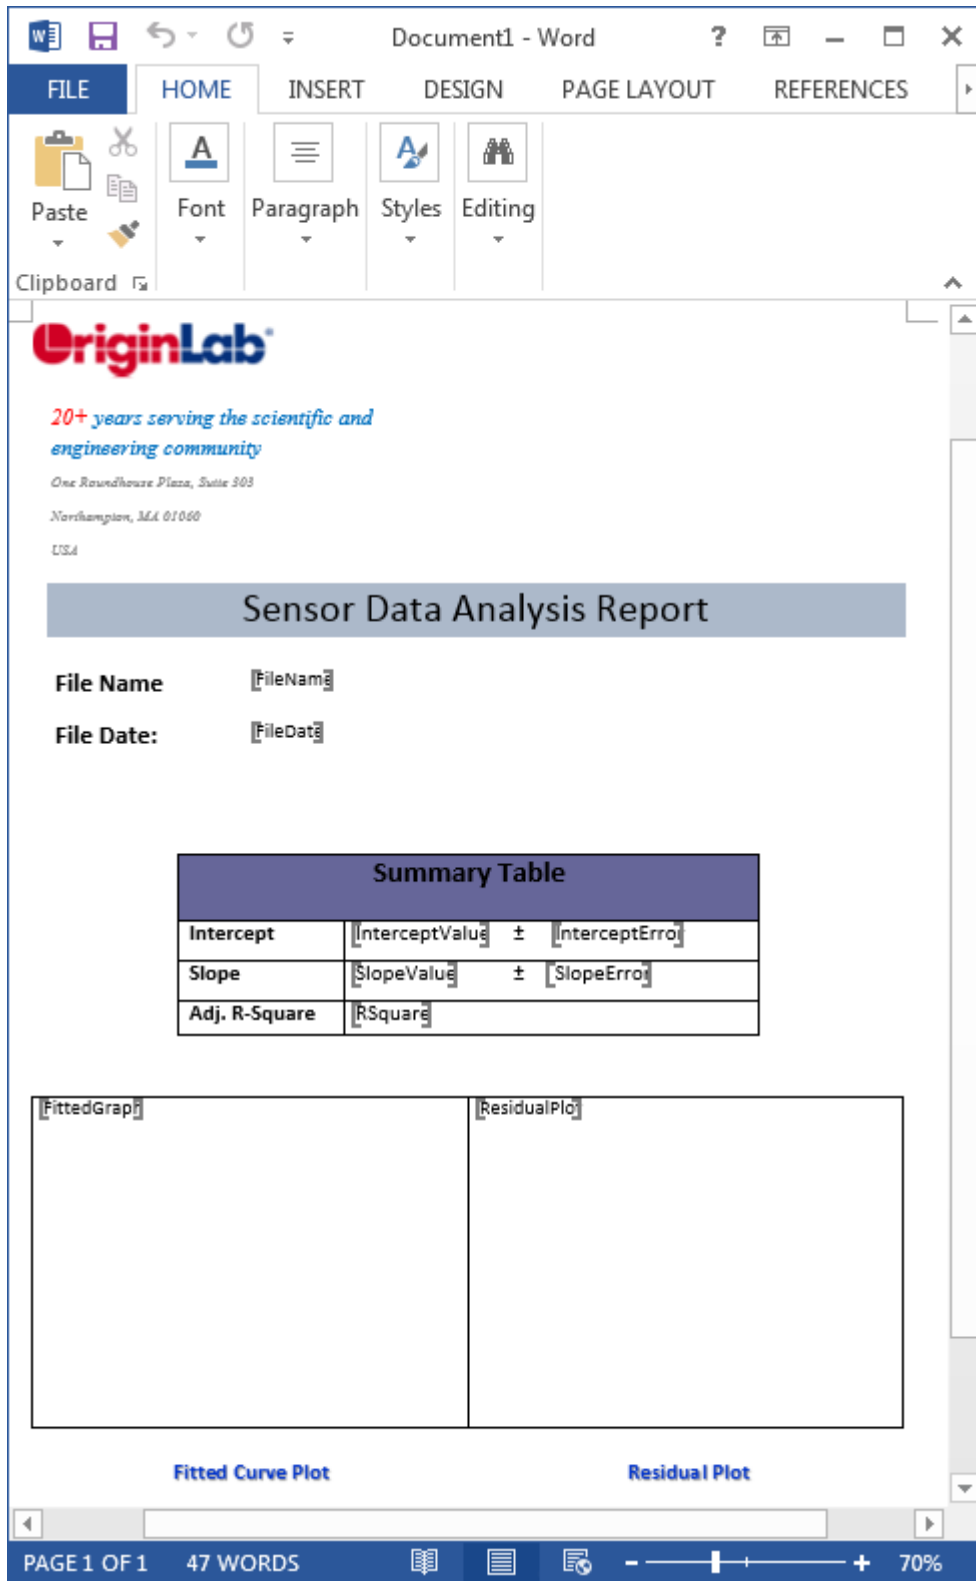 Document1 - Word
FILE HOME INSERT DESIGN PAGE LAYOUT REFERENCES
Paste
Font Paragraph Styles Editing
Clipboard
OriginLab®
20+ years serving the scientific and
engineering community
One Roundhouse Plaza, Suite 303
Northampton, MA 01060
USA
Sensor Data Analysis Report
File Name [FileName]
File Date: [FileDate]
Summary Table
Intercept [InterceptValue] ± [InterceptError]
Slope [SlopeValue] ± [SlopeError]
Adj. R-Square [RSquare]
[FittedGraph] [ResidualPlot]
Fitted Curve Plot Residual Plot
PAGE 1 OF 1 47 WORDS 70%